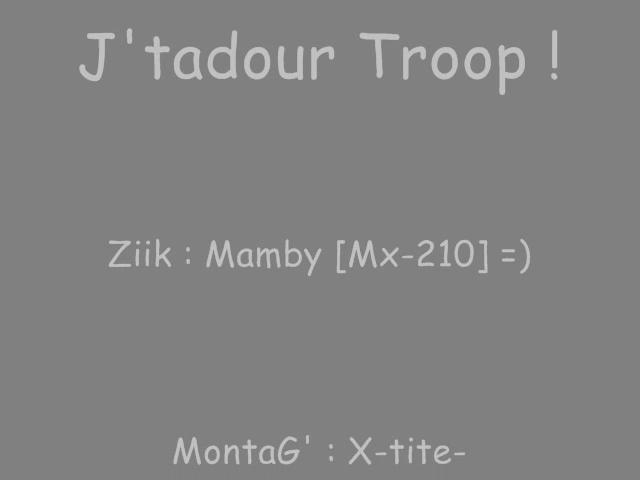 J'tadour Troop !
Ziik : Mamby [Mx-210] =)
MontaG' : X-tite-